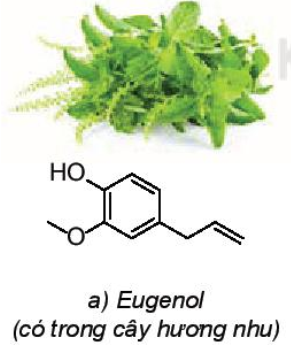 HO
O
a) Eugenol
(có trong cây hương nhu)